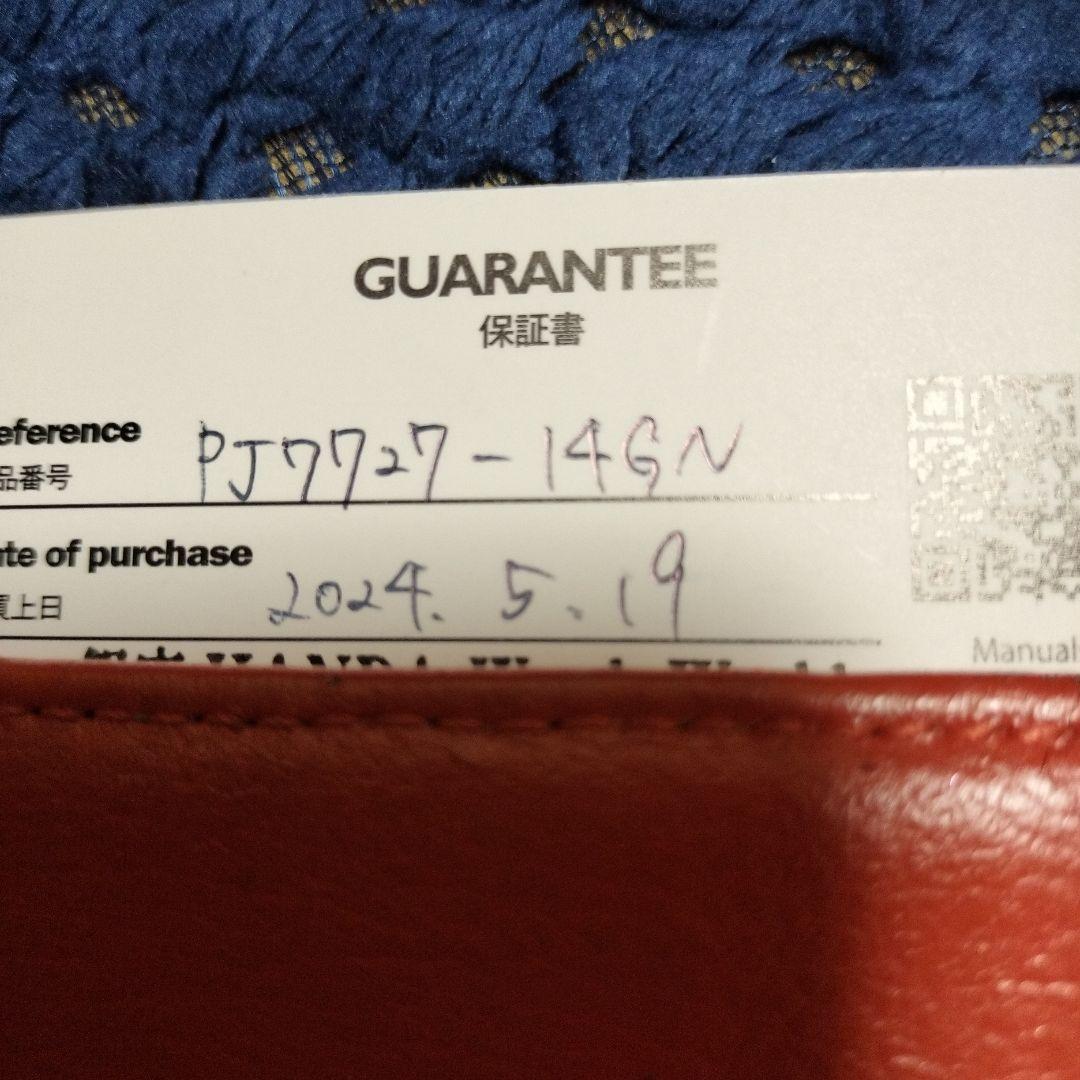 GUARANTEE
保証書
eference PJ7727-14GN
品番号
te of purchase 2024.5.19
買上日
Manual